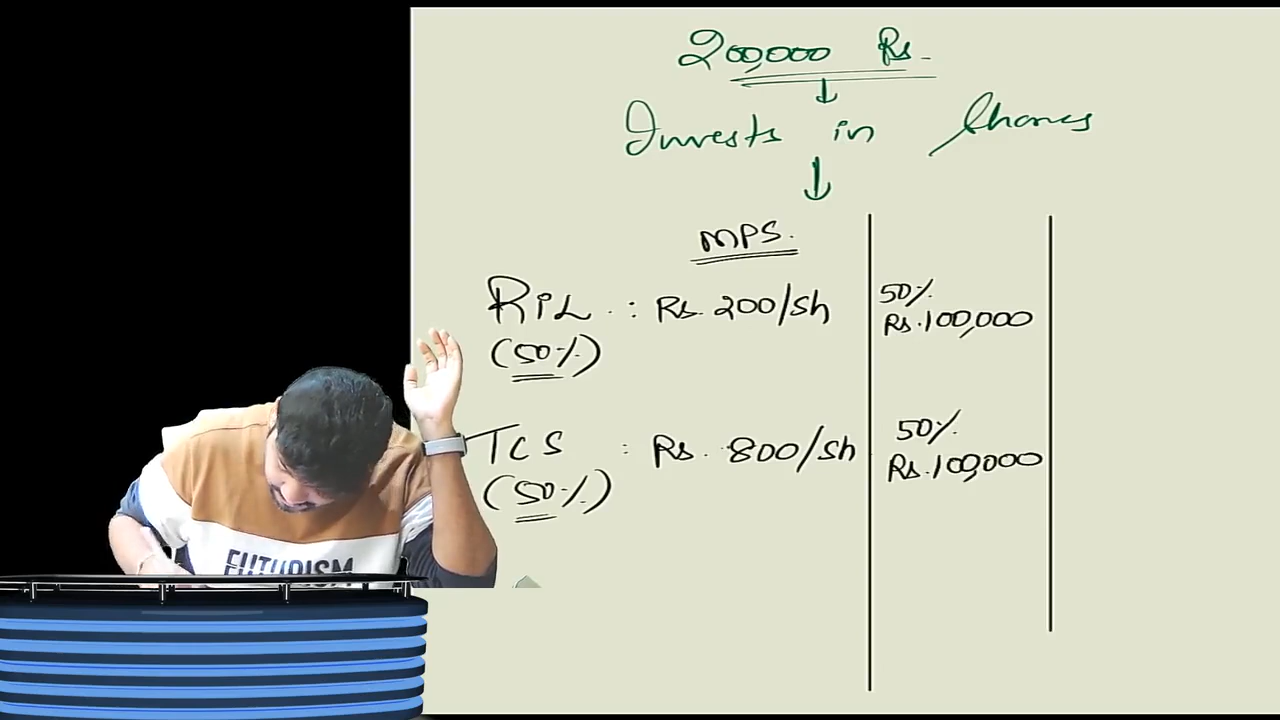 200,000 Rs.
Invests in Shares
MPS.
RIL : Rs. 200/sh
50%
Rs. 100,000
(50%)
TCS : Rs. 800/sh
50%
Rs. 100,000
(50%)
FUTURISM